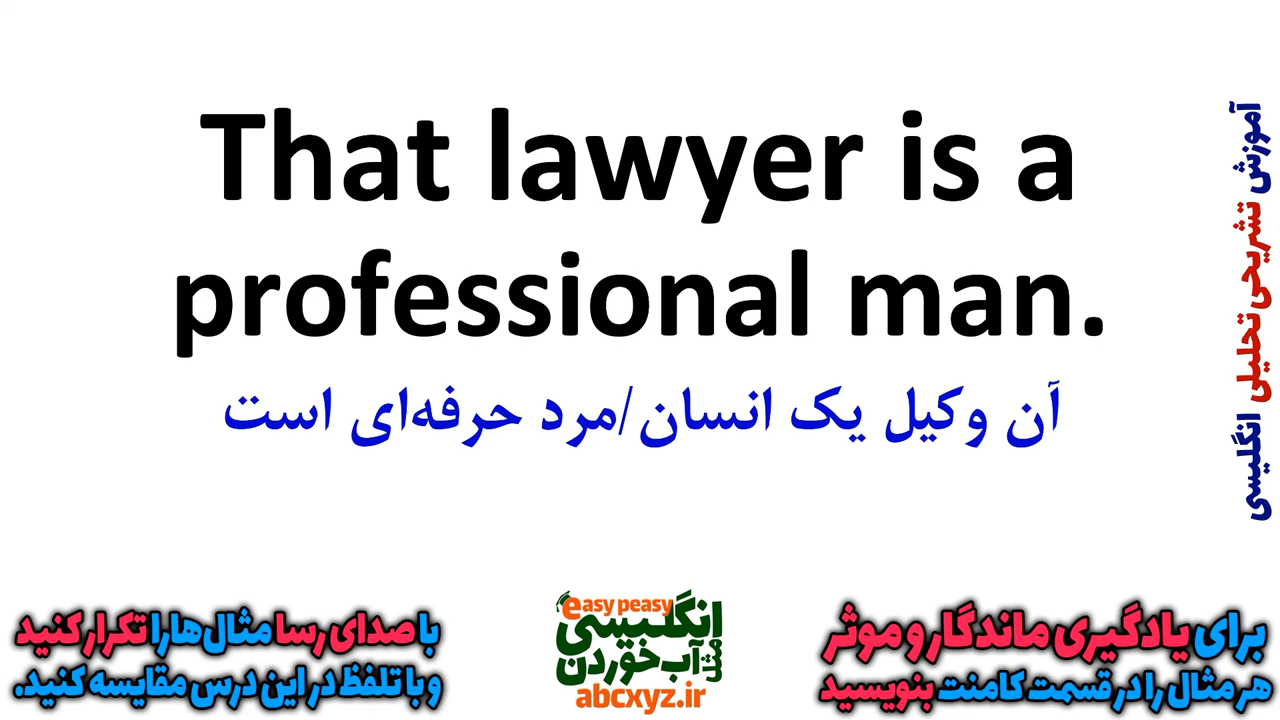 That lawyer is a
professional man.
آن وکیل یک انسان/مرد حرفه‌ای است
آموزش تشریحی تحلیلی انگلیسی
برای یادگیری ماندگار و موثر
هر مثال را در قسمت کامنت بنویسید
easy peasy
انگلیسی
مثل آب خوردن
abcxyz.ir
با صدای رسا مثال‌ها را تکرار کنید
و با تلفظ در این درس مقایسه کنید.